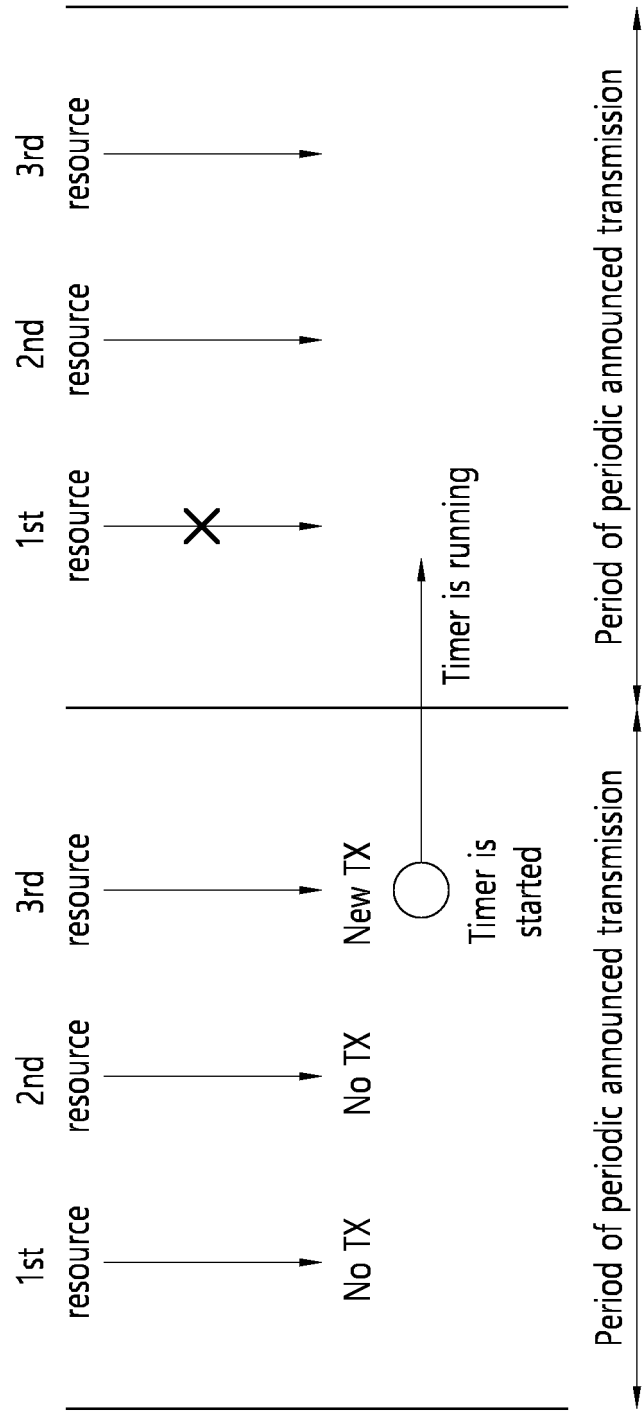 1st
resource
2nd
resource
3rd
resource
1st
resource
2nd
resource
3rd
resource
No TX
No TX
New TX
Timer is
started
Timer is running
Period of periodic announced transmission
Period of periodic announced transmission